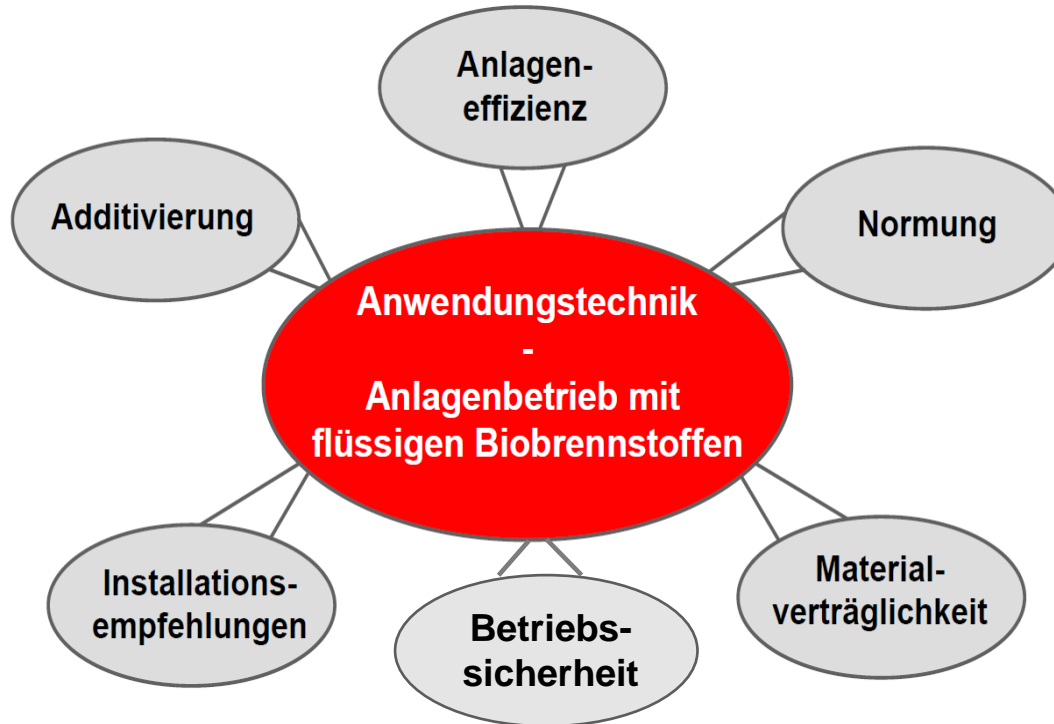 Anlagen-
effizienz
Additivierung
Normung
Anwendungstechnik
-
Anlagenbetrieb mit
flüssigen Biobrennstoffen
Installations-
empfehlungen
Betriebs-
sicherheit
Material-
verträglichkeit